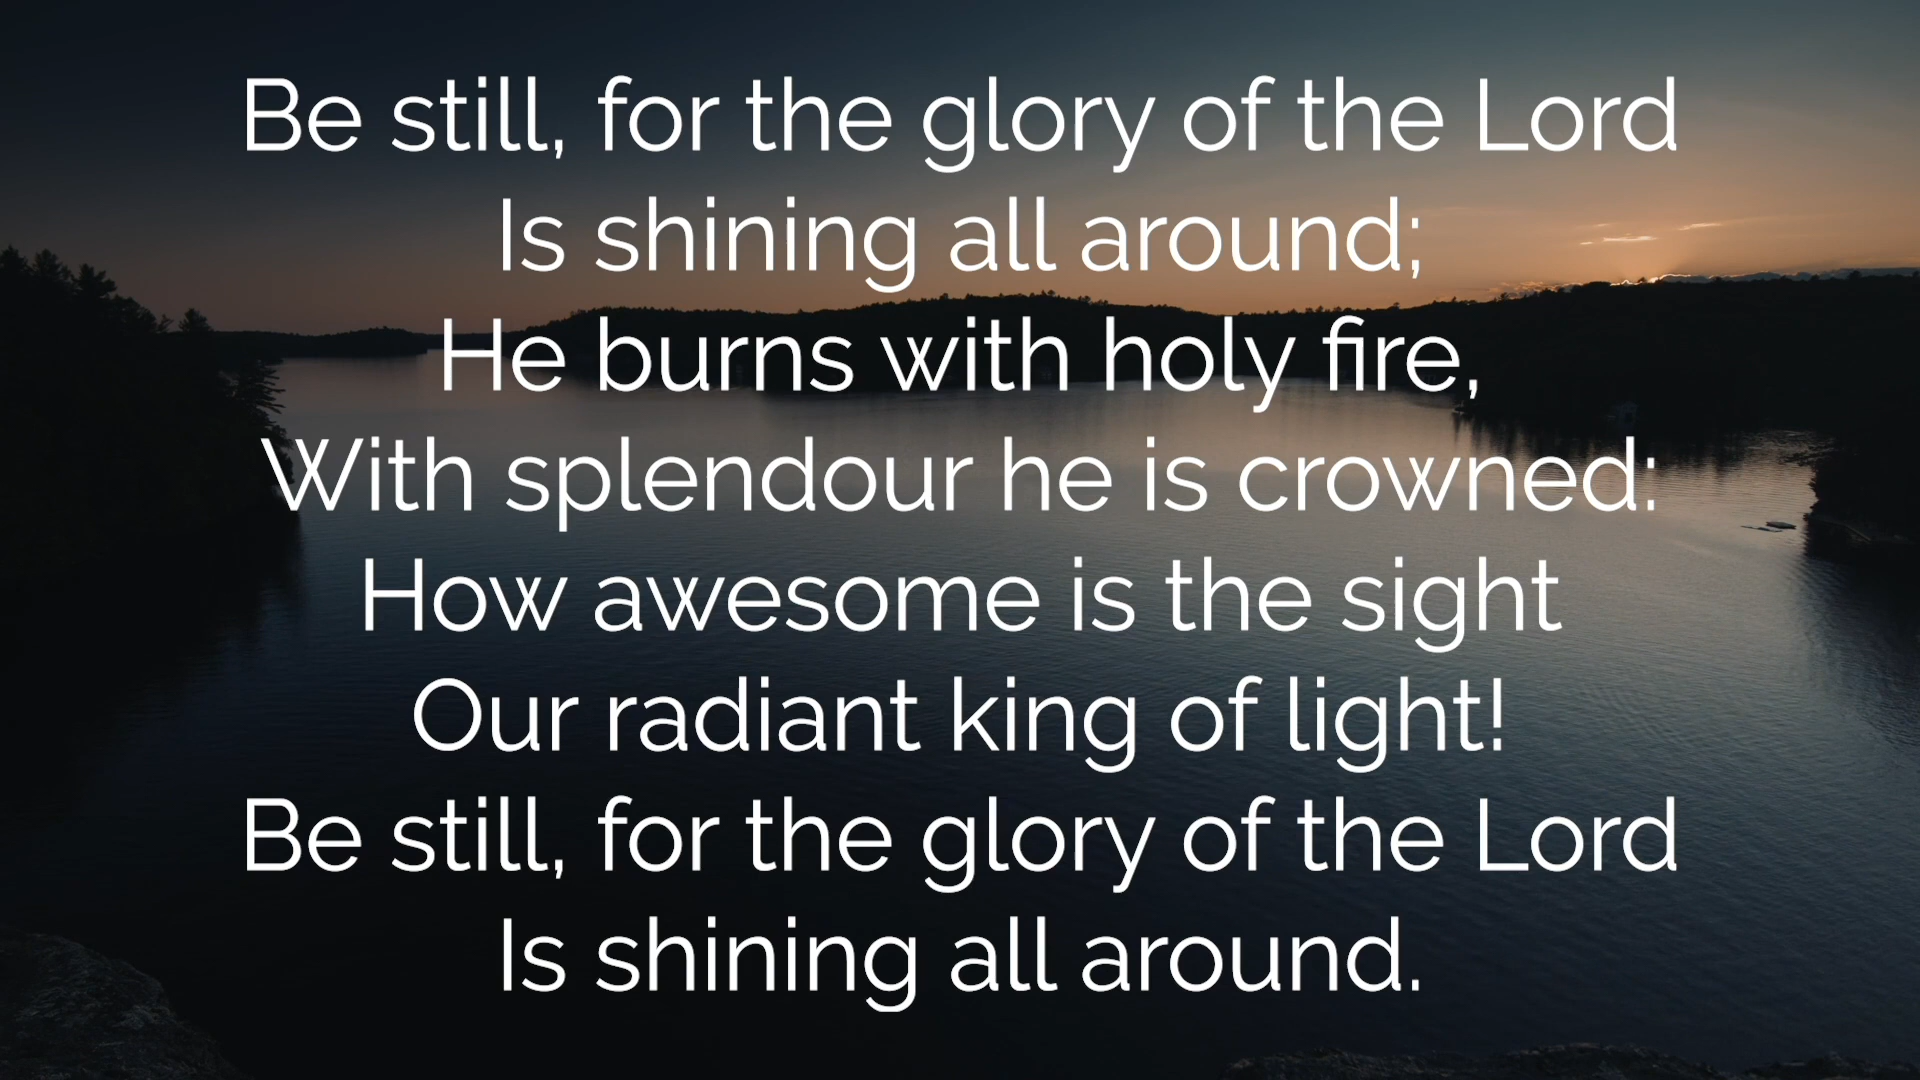 Be still, for the glory of the Lord
Is shining all around;
He burns with holy fire,
With splendour he is crowned:
How awesome is the sight
Our radiant king of light!
Be still, for the glory of the Lord
Is shining all around.